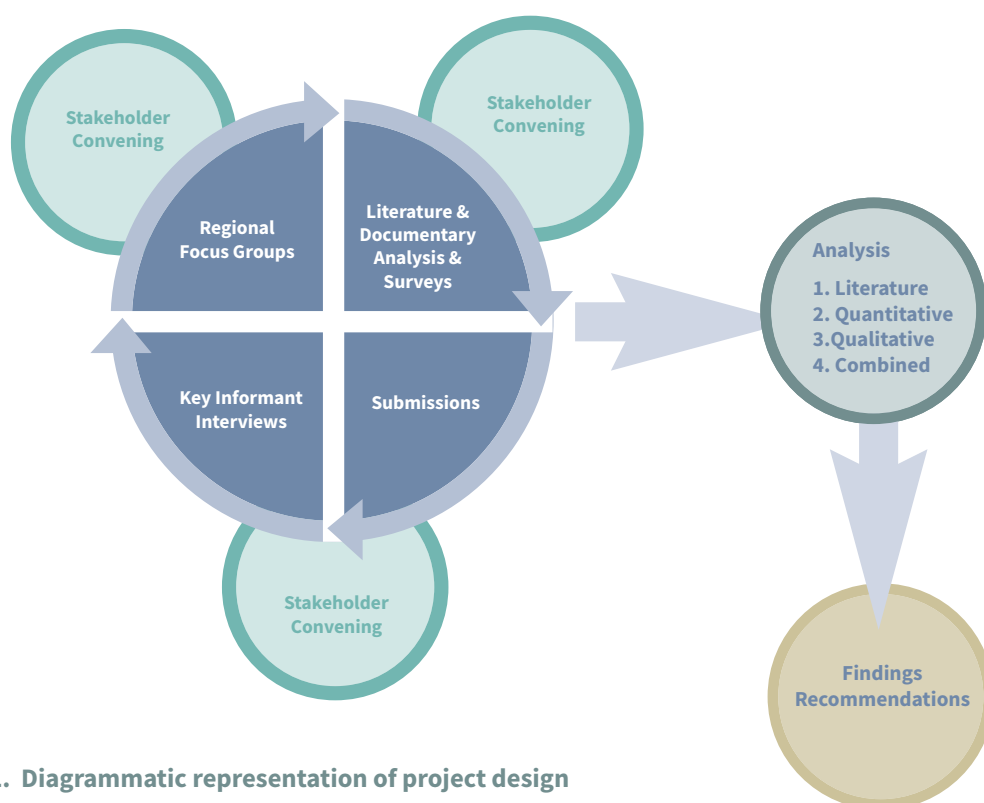 Stakeholder
Convening
Stakeholder
Convening
Regional
Focus Groups
Literature &
Documentary
Analysis &
Surveys
Key Informant
Interviews
Submissions
Stakeholder
Convening
Analysis
1. Literature
2. Quantitative
3.Qualitative
4. Combined
Findings
Recommendations
. Diagrammatic representation of project design